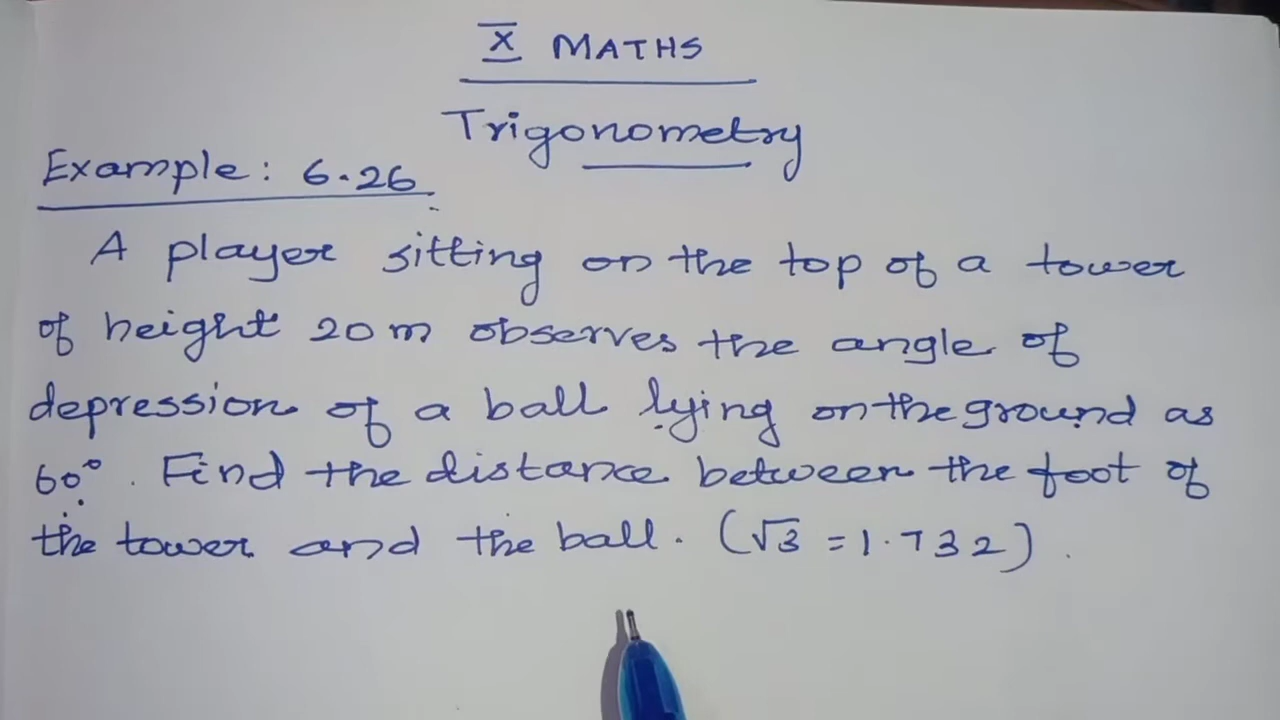 X MATHS
Trigonometry
Example: 6.26
A player sitting on the top of a tower
of height 20m observes the angle of
depression of a ball lying on the ground as
60°. Find the distance between the foot of
the tower and the ball. (√3 = 1.732).